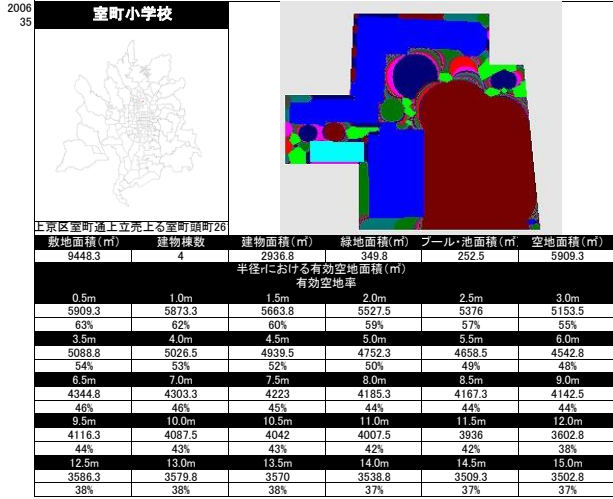 2006
35
室町小学校
上京区室町通上立売上る室町頭町26
敷地面積(㎡) 建物棟数 建物面積(㎡) 緑地面積(㎡) プール・池面積(㎡) 空地面積(㎡)
9448.3 4 2936.8 349.8 252.5 5909.3
半径rにおける有効空地面積(㎡)
有効空地率
0.5m 1.0m 1.5m 2.0m 2.5m 3.0m
5909.3 5873.3 5663.8 5527.5 5376 5153.5
63% 62% 60% 59% 57% 55%
3.5m 4.0m 4.5m 5.0m 5.5m 6.0m
5088.8 5026.5 4939.5 4752.3 4658.5 4542.8
54% 53% 52% 50% 49% 48%
6.5m 7.0m 7.5m 8.0m 8.5m 9.0m
4344.8 4303.3 4223 4185.3 4167.3 4142.5
46% 46% 45% 44% 44% 44%
9.5m 10.0m 10.5m 11.0m 11.5m 12.0m
4116.3 4087.5 4042 4007.5 3936 3602.8
44% 43% 43% 42% 42% 38%
12.5m 13.0m 13.5m 14.0m 14.5m 15.0m
3586.3 3579.8 3570 3538.8 3509.3 3502.8
38% 38% 38% 37% 37% 37%